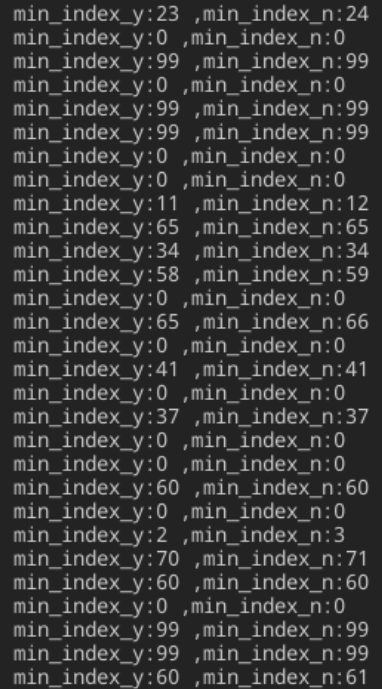 min_index_y:23 ,min_index_n:24
min_index_y:0 ,min_index_n:0
min_index_y:99 ,min_index_n:99
min_index_y:0 ,min_index_n:0
min_index_y:99 ,min_index_n:99
min_index_y:99 ,min_index_n:99
min_index_y:0 ,min_index_n:0
min_index_y:0 ,min_index_n:0
min_index_y:11 ,min_index_n:12
min_index_y:65 ,min_index_n:65
min_index_y:34 ,min_index_n:34
min_index_y:58 ,min_index_n:59
min_index_y:0 ,min_index_n:0
min_index_y:65 ,min_index_n:66
min_index_y:0 ,min_index_n:0
min_index_y:41 ,min_index_n:41
min_index_y:0 ,min_index_n:0
min_index_y:37 ,min_index_n:37
min_index_y:0 ,min_index_n:0
min_index_y:0 ,min_index_n:0
min_index_y:60 ,min_index_n:60
min_index_y:0 ,min_index_n:0
min_index_y:2 ,min_index_n:3
min_index_y:70 ,min_index_n:71
min_index_y:60 ,min_index_n:60
min_index_y:0 ,min_index_n:0
min_index_y:99 ,min_index_n:99
min_index_y:99 ,min_index_n:99
min_index_y:60 ,min_index_n:61